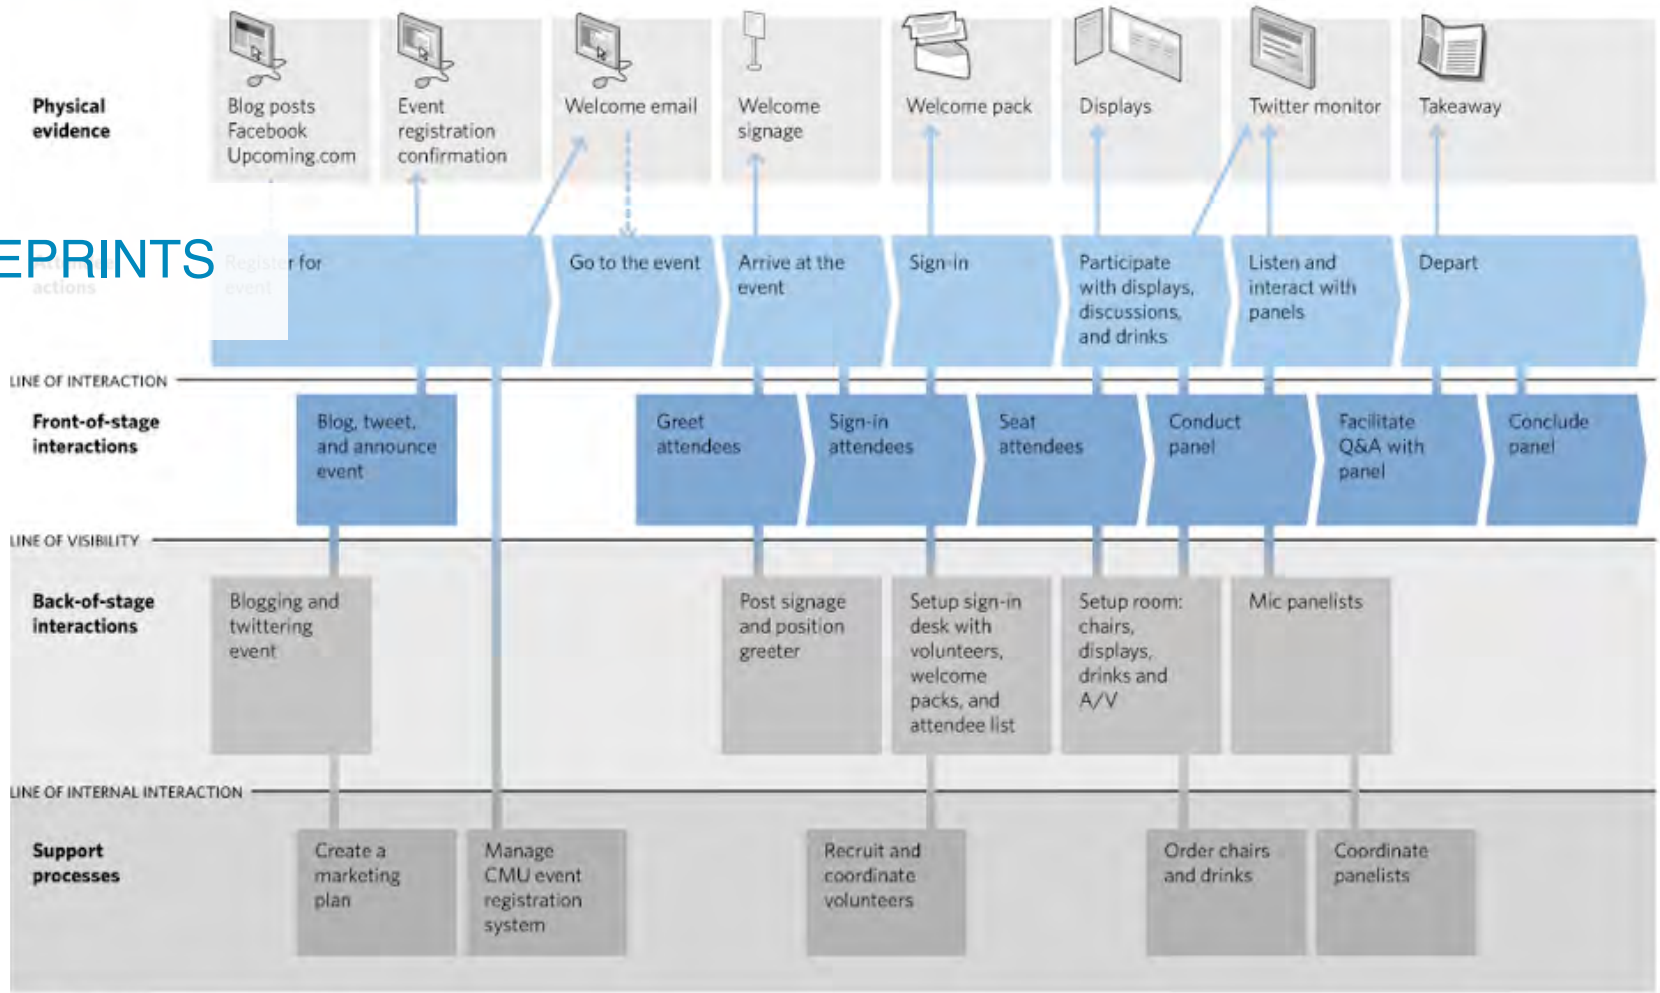 Physical
evidence
Blog posts
Facebook
Upcoming.com
Event
registration
confirmation
Welcome email
Welcome
signage
Welcome pack
Displays
Twitter monitor
Takeaway
EPRINTS
actions
Register for
event
Go to the event
Arrive at the
event
Sign-in
Participate
with displays,
discussions,
and drinks
Listen and
interact with
panels
Depart
LINE OF INTERACTION
Front-of-stage
interactions
Blog, tweet,
and announce
event
Greet
attendees
Sign-in
attendees
Seat
attendees
Conduct
panel
Facilitate
Q&A with
panel
Conclude
panel
LINE OF VISIBILITY
Back-of-stage
interactions
Blogging and
twittering
event
Post signage
and position
greeter
Setup sign-in
desk with
volunteers,
welcome
packs, and
attendee list
Setup room:
chairs,
displays,
drinks and
A/V
Mic panelists
LINE OF INTERNAL INTERACTION
Support
processes
Create a
marketing
plan
Manage
CMU event
registration
system
Recruit and
coordinate
volunteers
Order chairs
and drinks
Coordinate
panelists